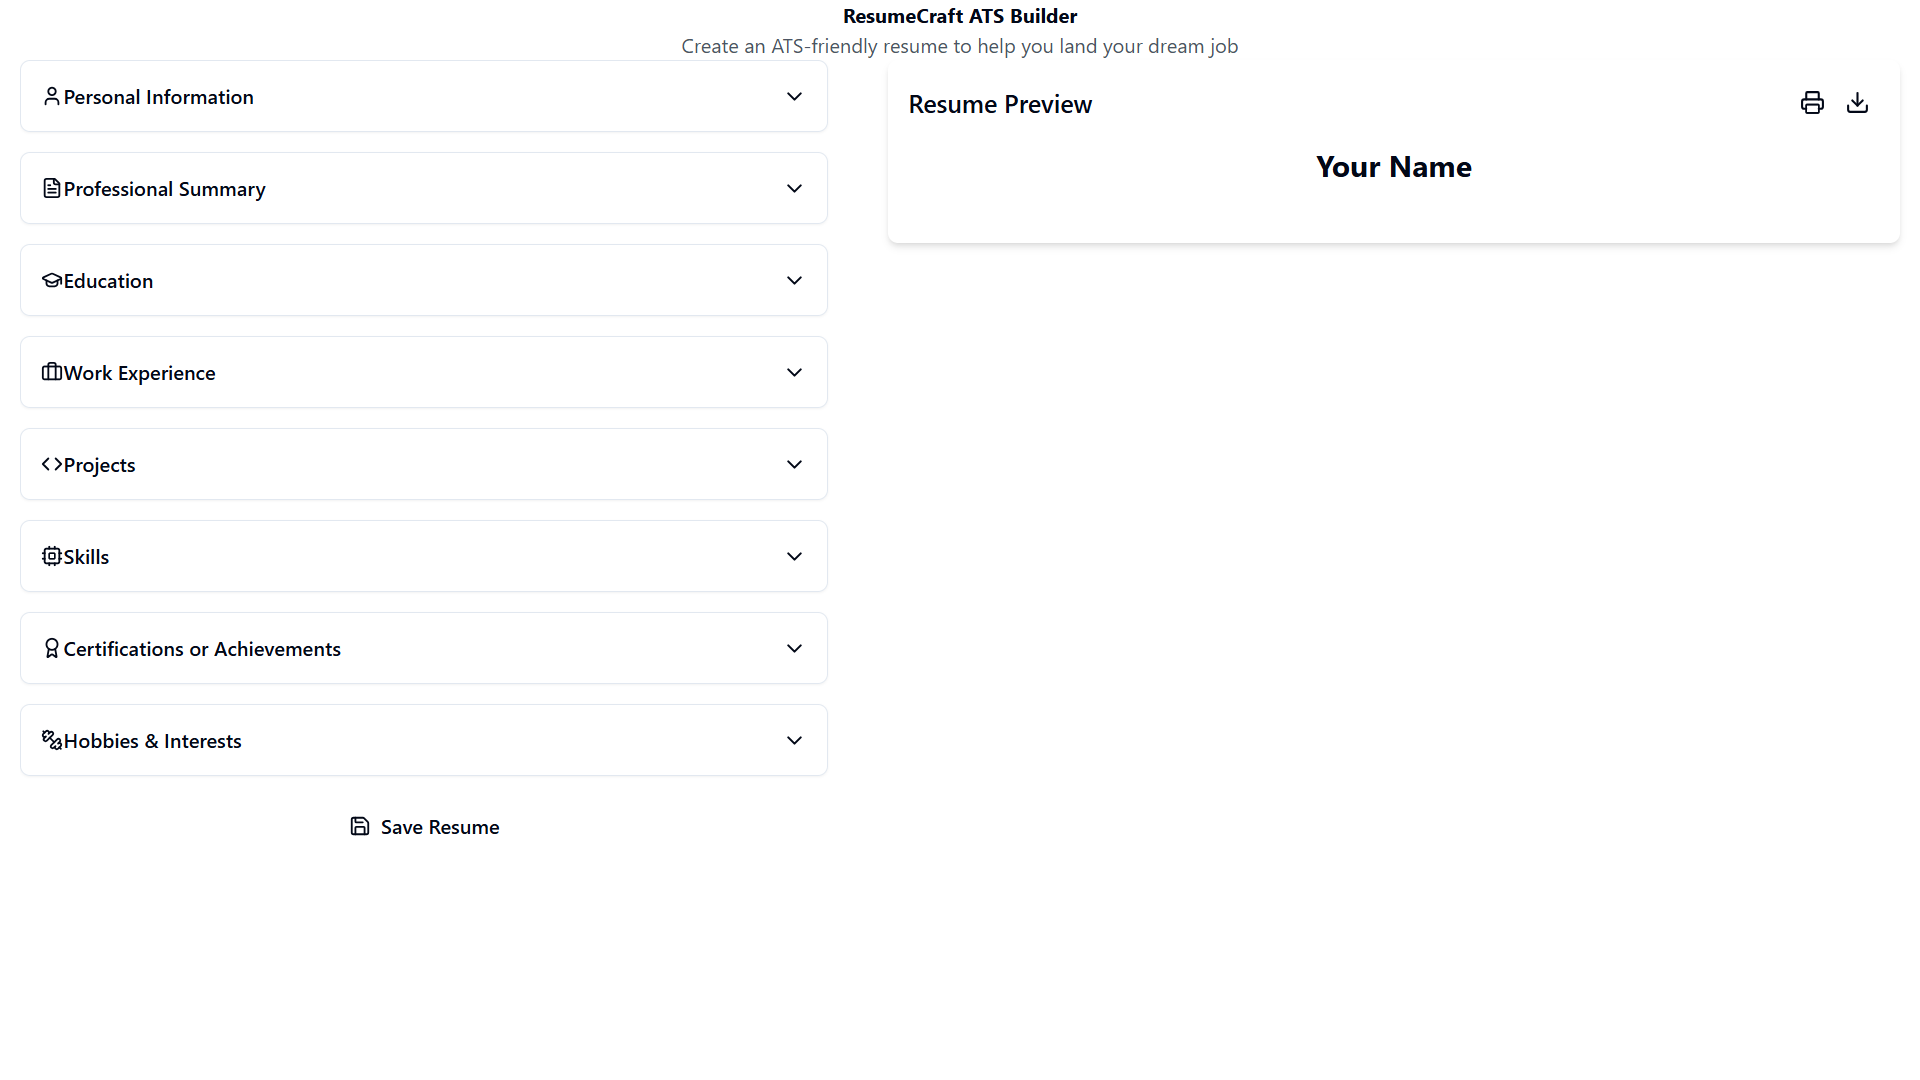 ResumeCraft ATS Builder
Create an ATS-friendly resume to help you land your dream job
Personal Information
Professional Summary
Education
Work Experience
Projects
Skills
Certifications or Achievements
Hobbies & Interests
Save Resume
Resume Preview
Your Name